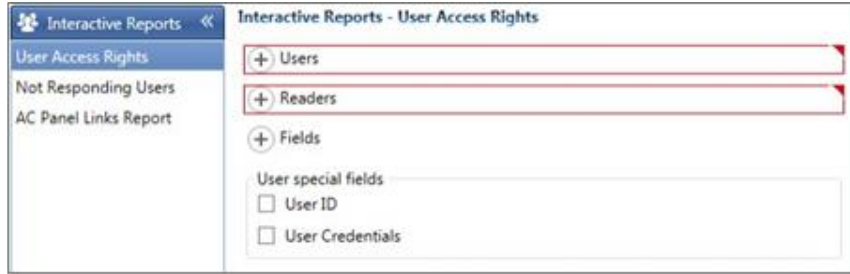 Interactive Reports
User Access Rights
Not Responding Users
AC Panel Links Report
Interactive Reports - User Access Rights
Users
Readers
Fields
User special fields
User ID
User Credentials